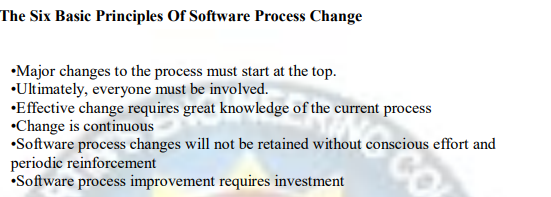 The Six Basic Principles Of Software Process Change
•Major changes to the process must start at the top.
•Ultimately, everyone must be involved.
•Effective change requires great knowledge of the current process
•Change is continuous
•Software process changes will not be retained without conscious effort and
periodic reinforcement
•Software process improvement requires investment